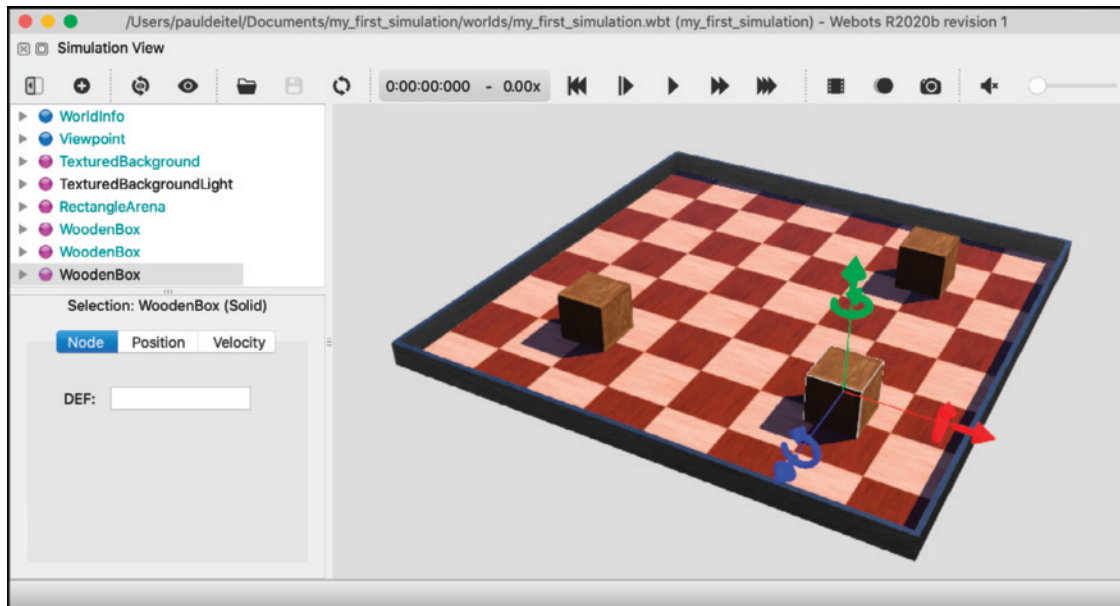 /Users/pauldeitel/Documents/my_first_simulation/worlds/my_first_simulation.wbt (my_first_simulation) - Webots R2020b revision 1
Simulation View
0:00:00:000 - 0.00x
WorldInfo
Viewpoint
TexturedBackground
TexturedBackgroundLight
RectangleArena
WoodenBox
WoodenBox
WoodenBox
Selection: WoodenBox (Solid)
Node Position Velocity
DEF: